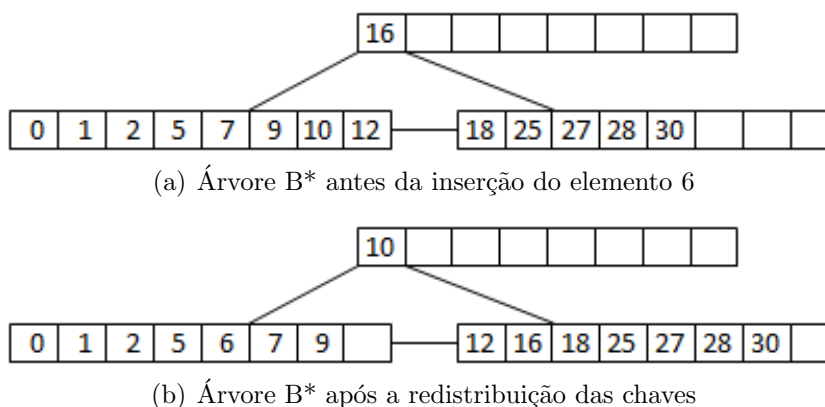 16
0 1 2 5 7 9 10 12 18 25 27 28 30
(a) Árvore B* antes da inserção do elemento 6
10
0 1 2 5 6 7 9 12 16 18 25 27 28 30
(b) Árvore B* após a redistribuição das chaves